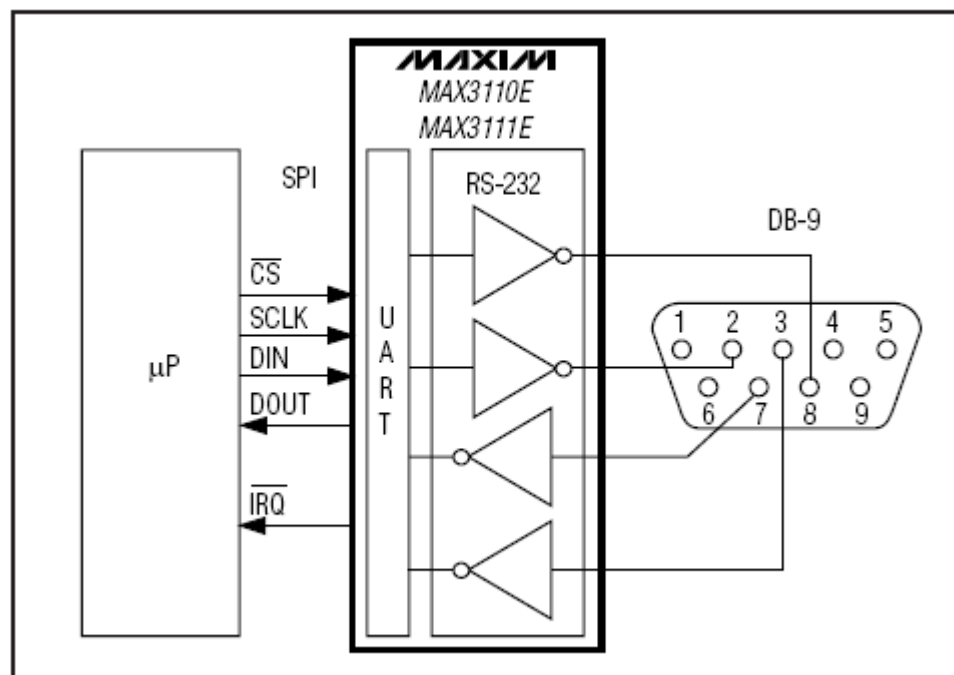 MAXIM
MAX3110E
MAX3111E
SPI
RS-232
DB-9
CS
SCLK
DIN
DOUT
IRQ
µP
UART
1 2 3 4 5
6 7 8 9